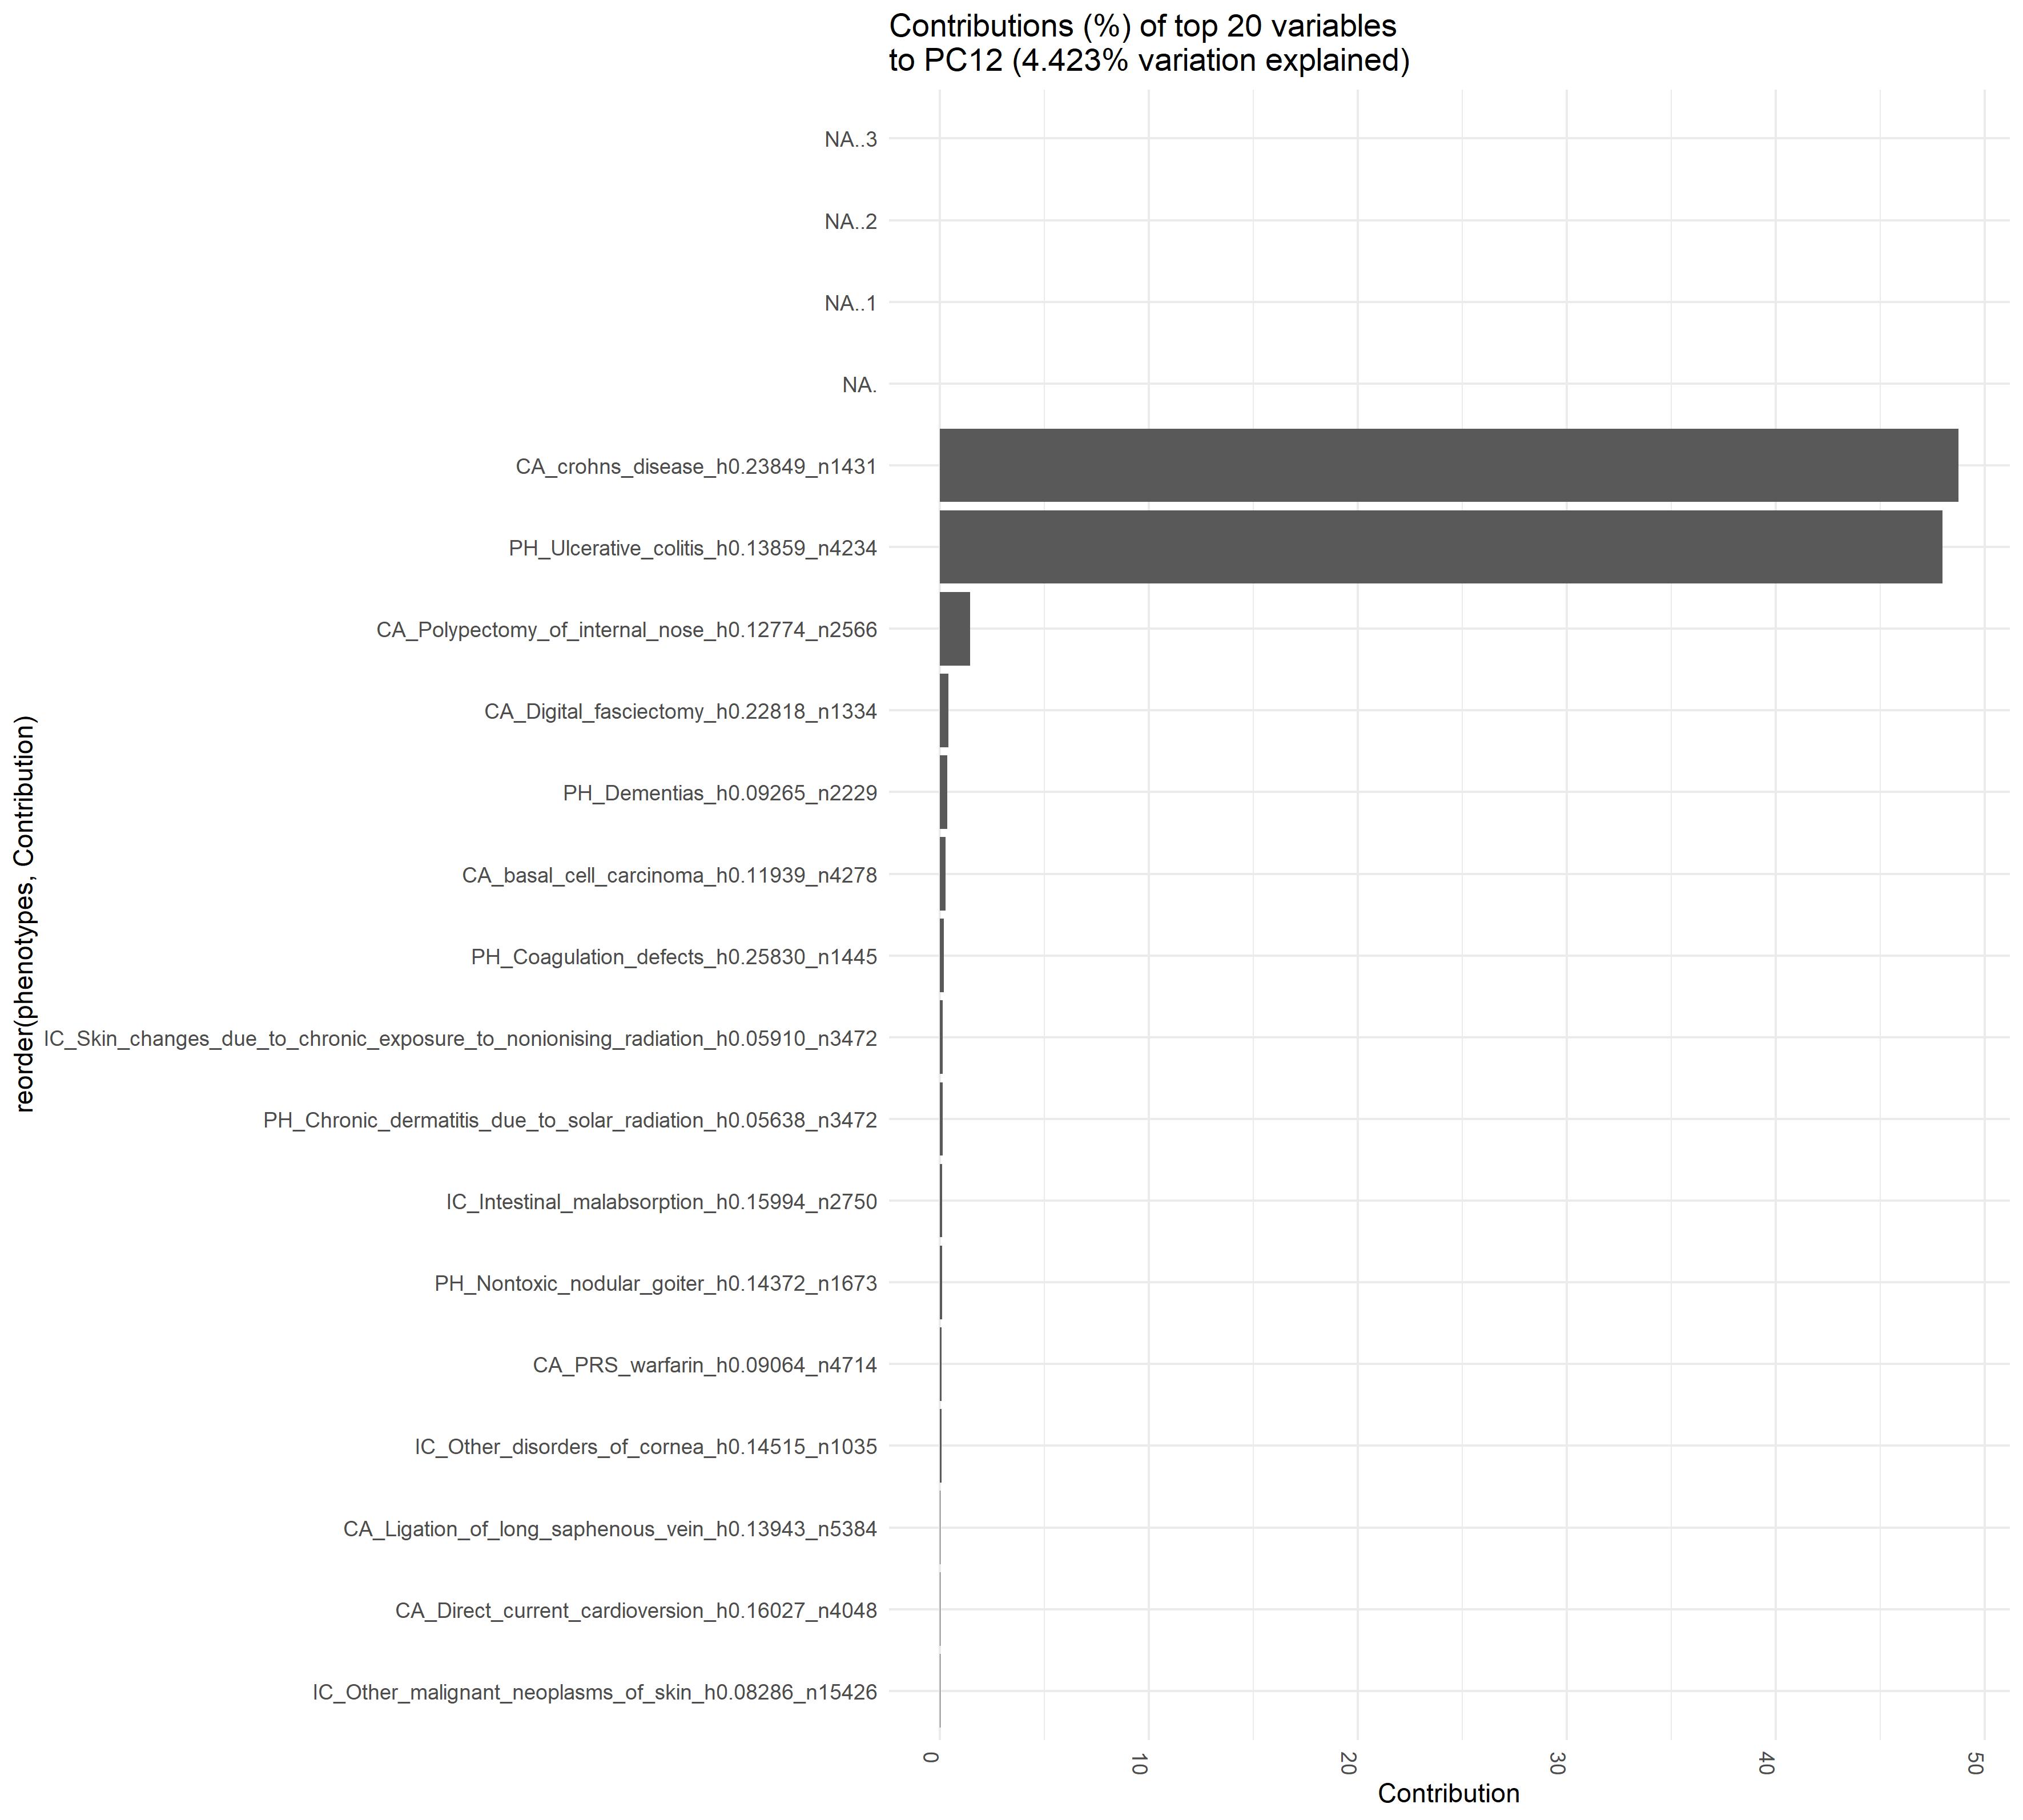 Contributions (%) of top 20 variables
to PC12 (4.423% variation explained)
NA..3
NA..2
NA..1
NA.
CA_crohns_disease_h0.23849_n1431
PH_Ulcerative_colitis_h0.13859_n4234
CA_Polypectomy_of_internal_nose_h0.12774_n2566
CA_Digital_fasciectomy_h0.22818_n1334
PH_Dementias_h0.09265_n2229
CA_basal_cell_carcinoma_h0.11939_n4278
PH_Coagulation_defects_h0.25830_n1445
IC_Skin_changes_due_to_chronic_exposure_to_nonionising_radiation_h0.05910_n3472
PH_Chronic_dermatitis_due_to_solar_radiation_h0.05638_n3472
IC_Intestinal_malabsorption_h0.15994_n2750
PH_Nontoxic_nodular_goiter_h0.14372_n1673
CA_PRS_warfarin_h0.09064_n4714
IC_Other_disorders_of_cornea_h0.14515_n1035
CA_Ligation_of_long_saphenous_vein_h0.13943_n5384
CA_Direct_current_cardioversion_h0.16027_n4048
IC_Other_malignant_neoplasms_of_skin_h0.08286_n15426
reorder(phenotypes, Contribution)
0
10
20
30
40
50
Contribution